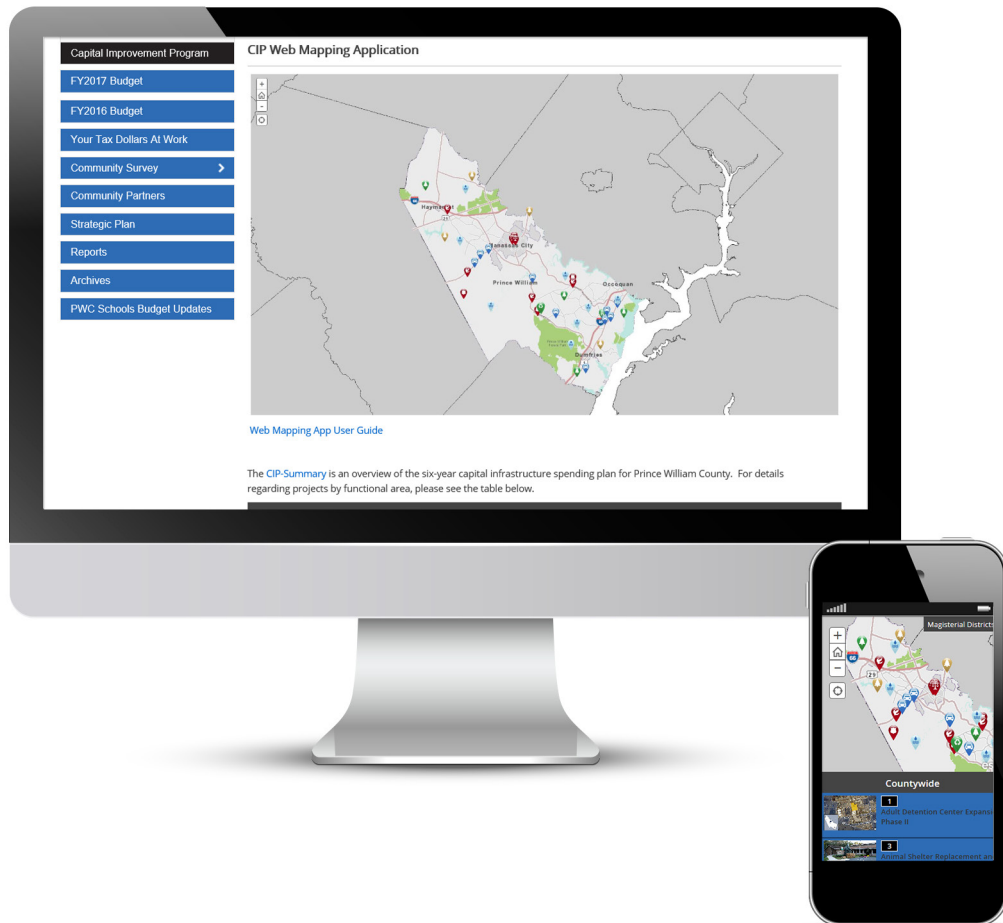 Capital Improvement Program
FY2017 Budget
FY2016 Budget
Your Tax Dollars At Work
Community Survey
Community Partners
Strategic Plan
Reports
Archives
PWC Schools Budget Updates
CIP Web Mapping Application
Haymarket
29
Manassas City
Prince William
Occoquan
Dumfries
Web Mapping App User Guide
The CIP-Summary is an overview of the six-year capital infrastructure spending plan for Prince William County. For details
regarding projects by functional area, please see the table below.
Magisterial Districts
66
29
Countywide
1
Adult Detention Center Expansi
Phase II
3
Animal Shelter Replacement an